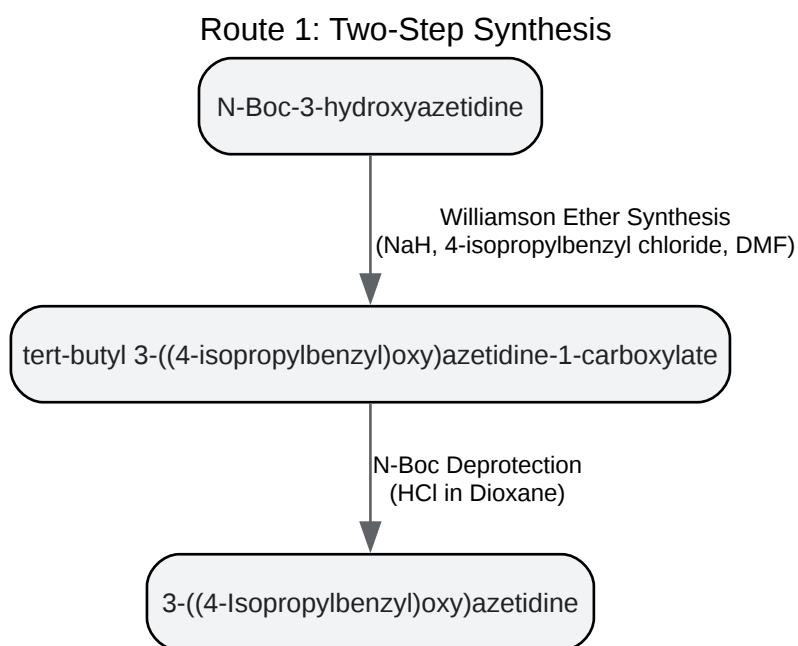 Route 1: Two-Step Synthesis
N-Boc-3-hydroxyazetidine
Williamson Ether Synthesis
(NaH, 4-isopropylbenzyl chloride, DMF)
tert-butyl 3-((4-isopropylbenzyl)oxy)azetidine-1-carboxylate
N-Boc Deprotection
(HCl in Dioxane)
3-((4-Isopropylbenzyl)oxy)azetidine